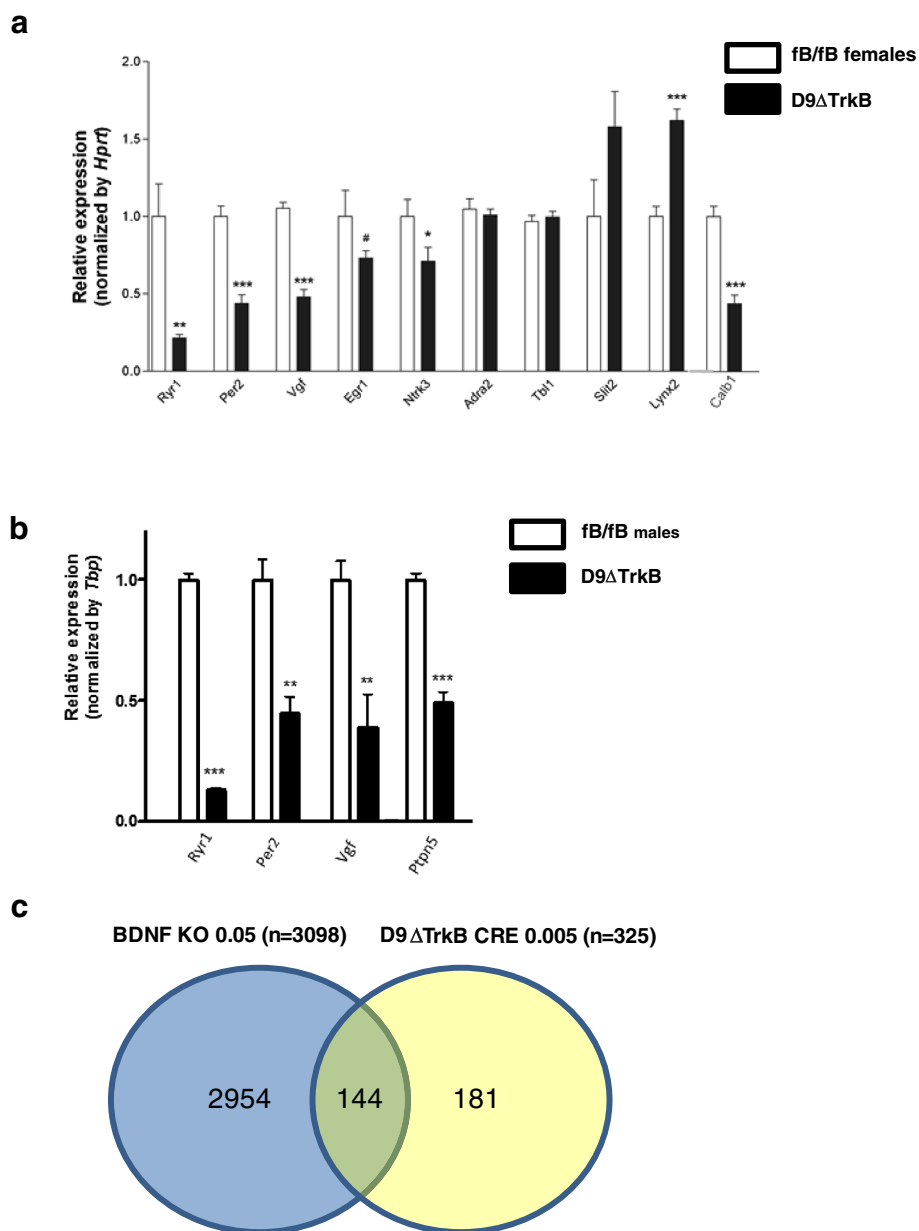 a
fB/fB females
D9ΔTrkB
Relative expression
(normalized by Hprt)
2.0
1.5
1.0
0.5
0.0
**
***
***
#
*
***
***
Ryr1
Per2
Vgf
Egr1
Ntrk3
Adra2
Tbl1
Slit2
Lynx2
Calb1
b
fB/fB males
D9ΔTrkB
Relative expression
(normalized by Tbp)
1.0
0.5
0.0
***
**
**
***
Ryr1
Per2
Vgf
Ptpn5
c
BDNF KO 0.05 (n=3098)
D9ΔTrkB CRE 0.005 (n=325)
2954
144
181